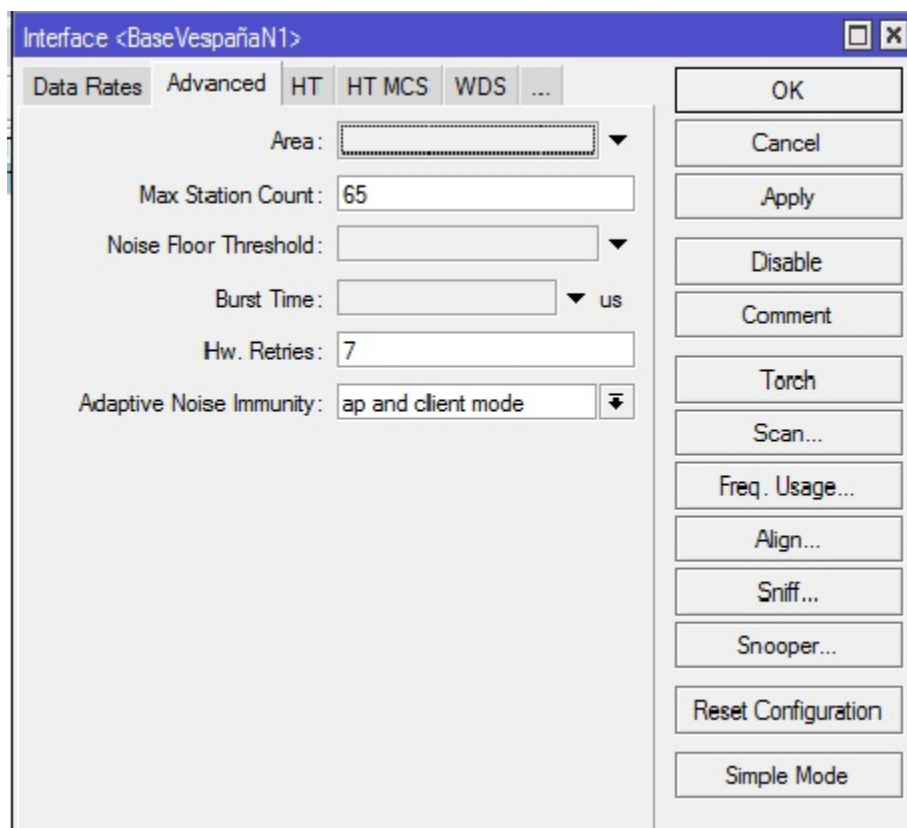 Interface <BaseVespañaN1>
Data Rates Advanced HT HT MCS WDS ...
Area:
Max Station Count: 65
Noise Floor Threshold:
Burst Time: us
Hw. Retries: 7
Adaptive Noise Immunity: ap and client mode
OK
Cancel
Apply
Disable
Comment
Torch
Scan...
Freq. Usage...
Align...
Sniff...
Snooper...
Reset Configuration
Simple Mode